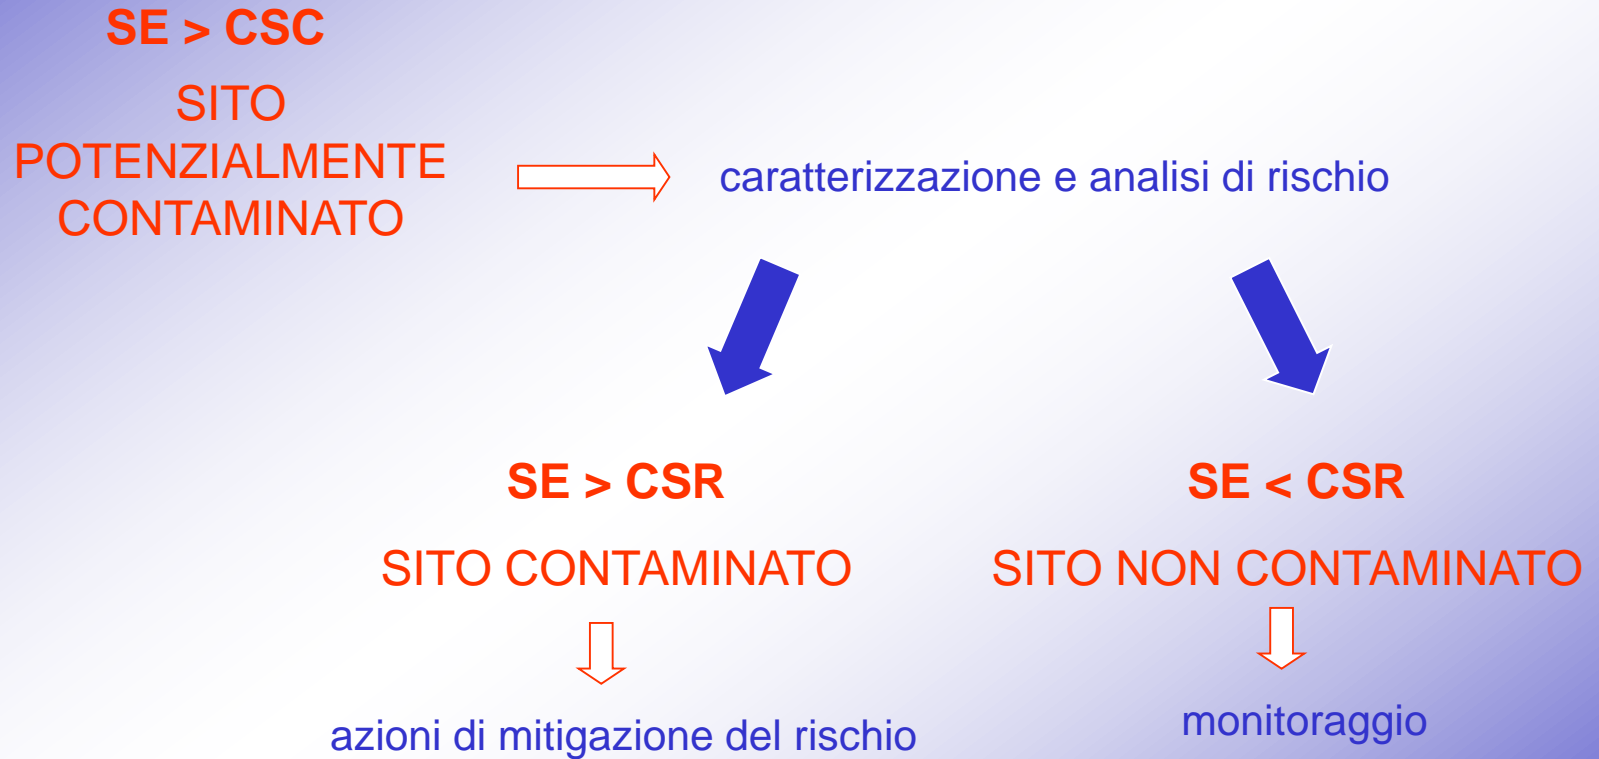 SE > CSC
SITO
POTENZIALMENTE
CONTAMINATO
caratterizzazione e analisi di rischio
SE > CSR
SITO CONTAMINATO
azioni di mitigazione del rischio
SE < CSR
SITO NON CONTAMINATO
monitoraggio